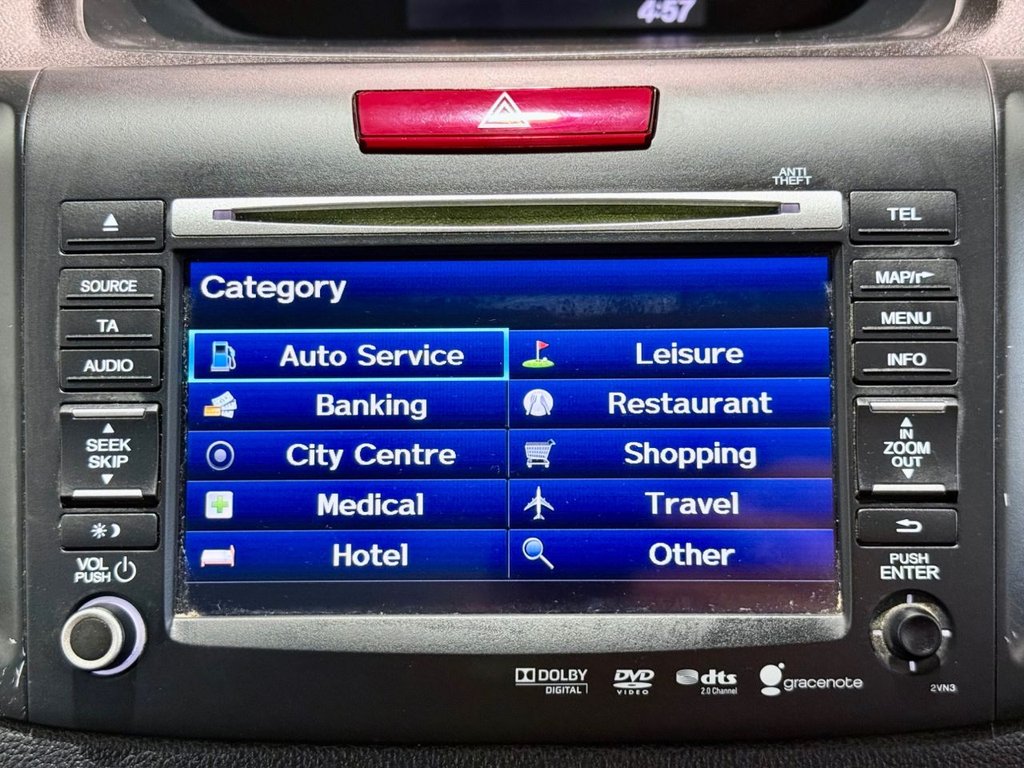 4:57
ANTI
THEFT
TEL
SOURCE
TA
AUDIO
SEEK
SKIP
VOL
PUSH
Category
Auto Service
Leisure
Banking
Restaurant
City Centre
Shopping
Medical
Travel
Hotel
Other
MAP/
MENU
INFO
IN
ZOOM
OUT
PUSH
ENTER
DOLBY
DIGITAL
DVD
VIDEO
dts
2.0 Channel
gracenote
2VN3